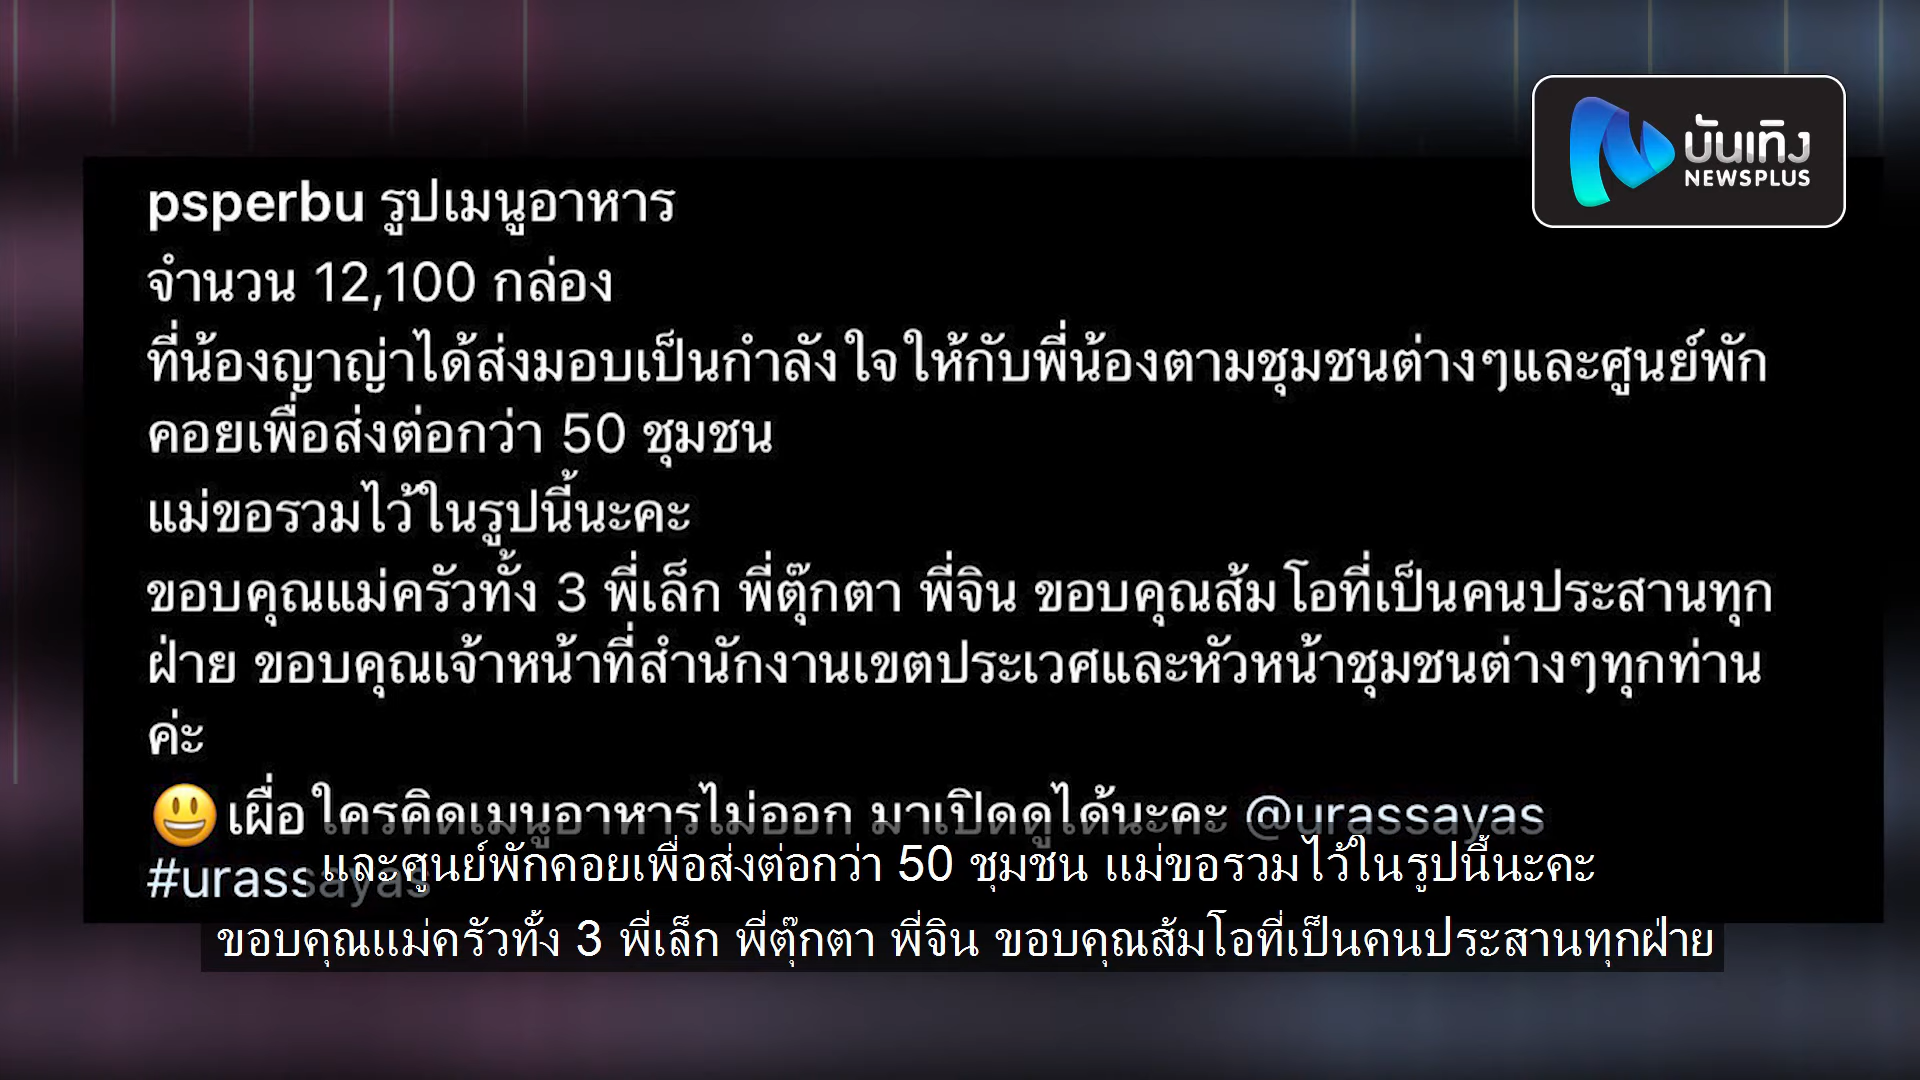 บันเทิง
NEWSPLUS
psperbu รูปเมนูอาหาร
จำนวน 12,100 กล่อง
ที่น้องญาญ่าได้ส่งมอบเป็นกำลังใจให้กับพี่น้องตามชุมชนต่างๆและศูนย์พัก
คอยเพื่อส่งต่อกว่า 50 ชุมชน
แม่ขอรวมไว้ในรูปนี้นะคะ
ขอบคุณแม่ครัวทั้ง 3 พี่เล็ก พี่ตุ๊กตา พี่จิน ขอบคุณส้มโอที่เป็นคนประสานทุก
ฝ่าย ขอบคุณเจ้าหน้าที่สำนักงานเขตประเวศและหัวหน้าชุมชนต่างๆทุกท่าน
ค่ะ
😃 เผื่อใครคิดเมนูอาหารไม่ออก มาเปิดดูได้นะคะ @urassayas
#urassayas
และศูนย์พักคอยเพื่อส่งต่อกว่า 50 ชุมชน แม่ขอรวมไว้ในรูปนี้นะคะ
ขอบคุณแม่ครัวทั้ง 3 พี่เล็ก พี่ตุ๊กตา พี่จิน ขอบคุณส้มโอที่เป็นคนประสานทุกฝ่าย